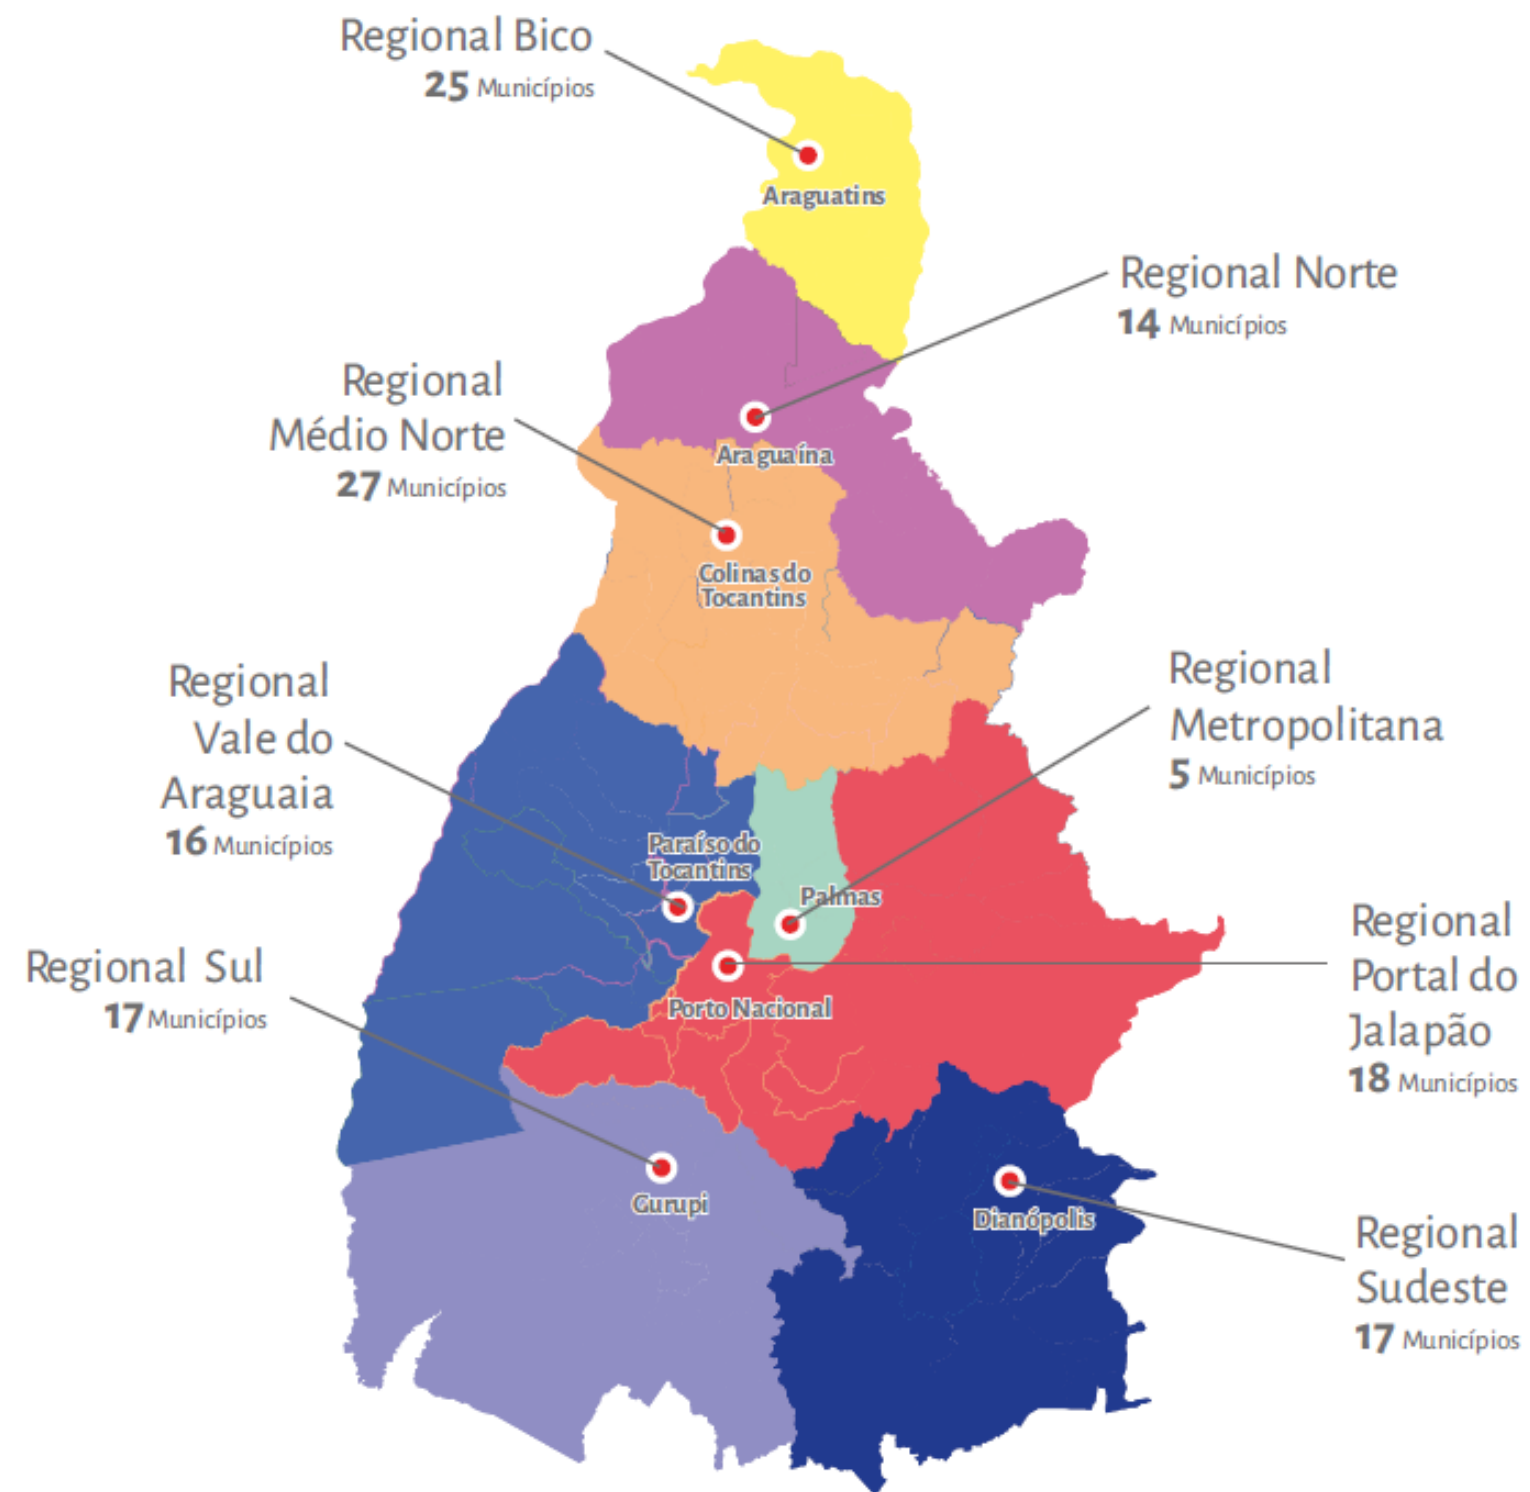 Regional Bico
25 Municípios
Araguatins
Regional Norte
14 Municípios
Regional
Médio Norte
27 Municípios
Araguaína
Colinas do
Tocantins
Regional
Vale do
Araguaia
16 Municípios
Regional
Metropolitana
5 Municípios
Paraíso do
Tocantins
Palmas
Regional
Portal do
Jalapão
18 Municípios
Regional Sul
17 Municípios
Porto Nacional
Gurupi
Dianópolis
Regional
Sudeste
17 Municípios